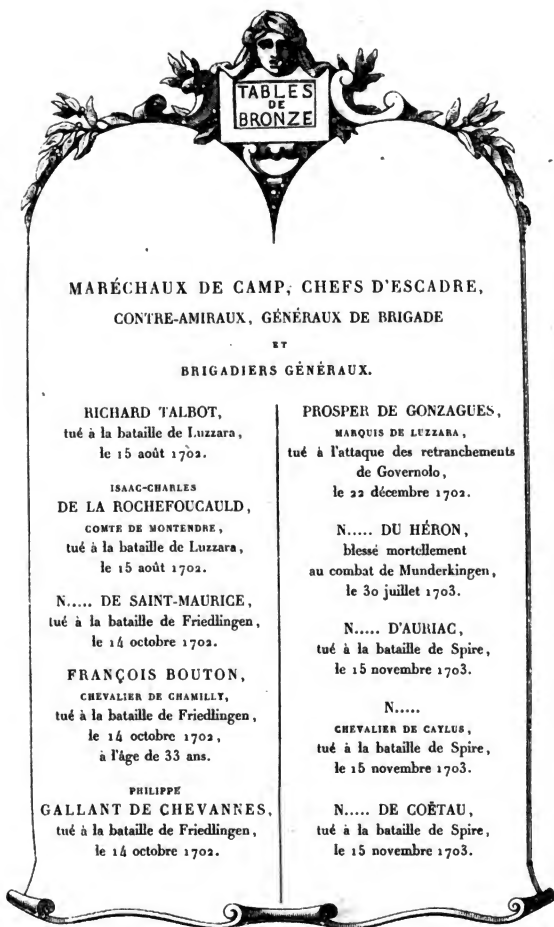 TABLES
DE
BRONZE
MARÉCHAUX DE CAMP, CHEFS D'ESCADRE,
CONTRE-AMIRAUX, GÉNÉRAUX DE BRIGADE
ET
BRIGADIERS GÉNÉRAUX.
RICHARD TALBOT,
tué à la bataille de Luzzara,
le 15 août 1702.
ISAAC-CHARLES
DE LA ROCHEFOUCAULD,
COMTE DE MONTENDRE,
tué à la bataille de Luzzara,
le 15 août 1702.
N..... DE SAINT-MAURICE,
tué à la bataille de Friedlingen,
le 14 octobre 1702.
FRANÇOIS BOUTON,
CHEVALIER DE CHAMILLY,
tué à la bataille de Friedlingen,
le 14 octobre 1702,
à l'âge de 33 ans.
PHILIPPE
GALLANT DE CHEVANNES,
tué à la bataille de Friedlingen,
le 14 octobre 1702.
PROSPER DE GONZAGUES,
MARQUIS DE LUZZARA,
tué à l'attaque des retranchements
de Governolo,
le 22 décembre 1702.
N..... DU HÉRON,
blessé mortellement
au combat de Munderkingen,
le 30 juillet 1703.
N..... D'AURIAC,
tué à la bataille de Spire,
le 15 novembre 1703.
N.....
CHEVALIER DE CAYLUS,
tué à la bataille de Spire,
le 15 novembre 1703.
N..... DE COËTAU,
tué à la bataille de Spire,
le 15 novembre 1703.